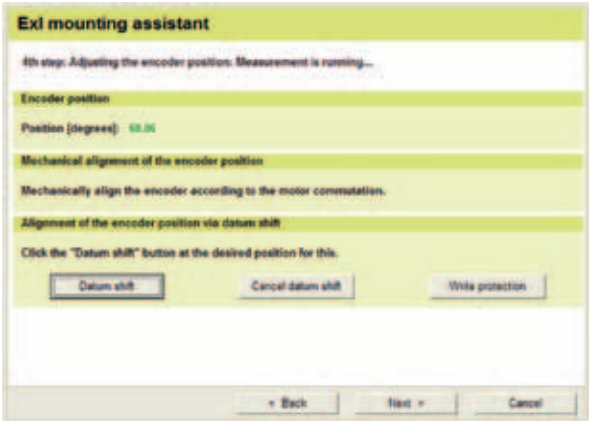 ExI mounting assistant
4th step: Adjusting the encoder position: Measurement is running...
Encoder position
Position [degrees]:
Mechanical alignment of the encoder position
Mechanically align the encoder according to the motor commutation.
Alignment of the encoder position via datum shift
Click the "Datum shift" button at the desired position for this.
Datum shift Cancel datum shift Write protection
< Back Next > Cancel